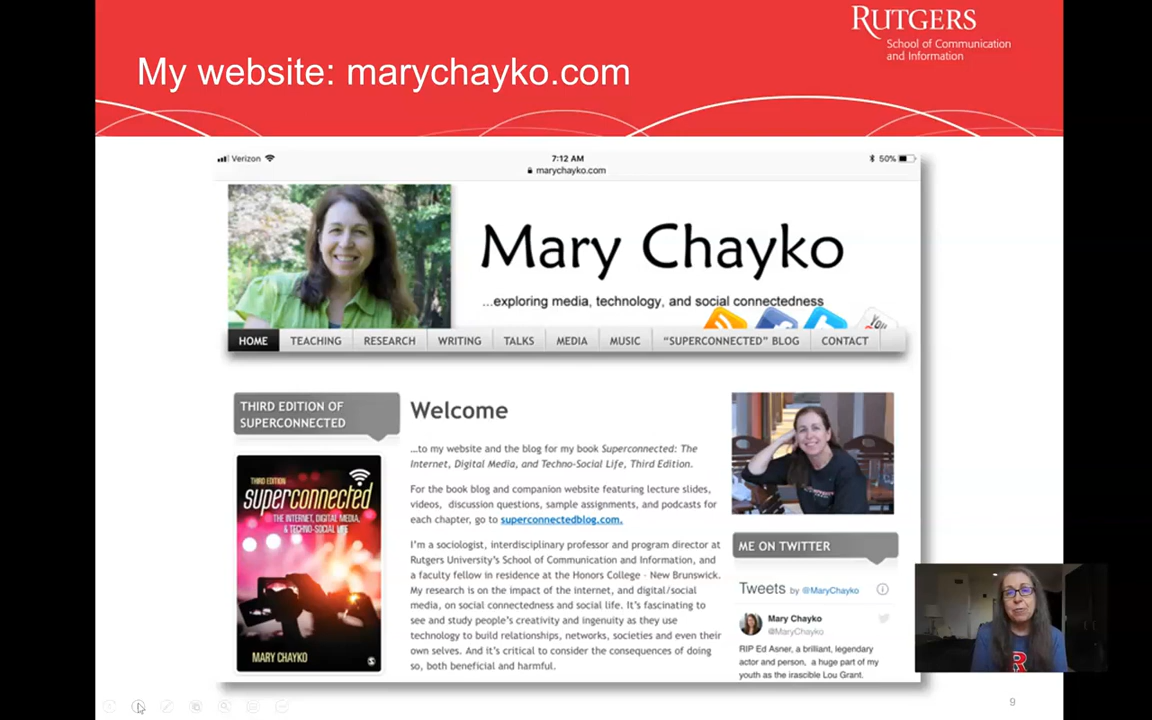 RUTGERS
School of Communication
and Information
My website: marychayko.com
Verizon
7:12 AM
50%
marychayko.com
Mary Chayko
...exploring media, technology, and social connectedness
You
HOME TEACHING RESEARCH WRITING TALKS MEDIA MUSIC “SUPERCONNECTED” BLOG CONTACT
THIRD EDITION OF
SUPERCONNECTED
THIRD EDITION
superconnected
THE INTERNET, DIGITAL MEDIA,
& TECHNO-SOCIAL LIFE
MARY CHAYKO
Welcome
...to my website and the blog for my book Superconnected: The
Internet, Digital Media, and Techno-Social Life, Third Edition.
For the book blog and companion website featuring lecture slides,
videos, discussion questions, sample assignments, and podcasts for
each chapter, go to superconnectedblog.com.
I’m a sociologist, interdisciplinary professor and program director at
Rutgers University’s School of Communication and Information, and
a faculty fellow in residence at the Honors College – New Brunswick.
My research is on the impact of the internet, and digital/social
media, on social connectedness and social life. It’s fascinating to
see and study people’s creativity and ingenuity as they use
technology to build relationships, networks, societies and even their
own selves. And it’s critical to consider the consequences of doing
so, both beneficial and harmful.
ME ON TWITTER
Tweets by @MaryChayko
Mary Chayko
@MaryChayko
RIP Ed Asner, a brilliant, legendary
actor and person, a huge part of my
youth as the irascible Lou Grant.
R
9